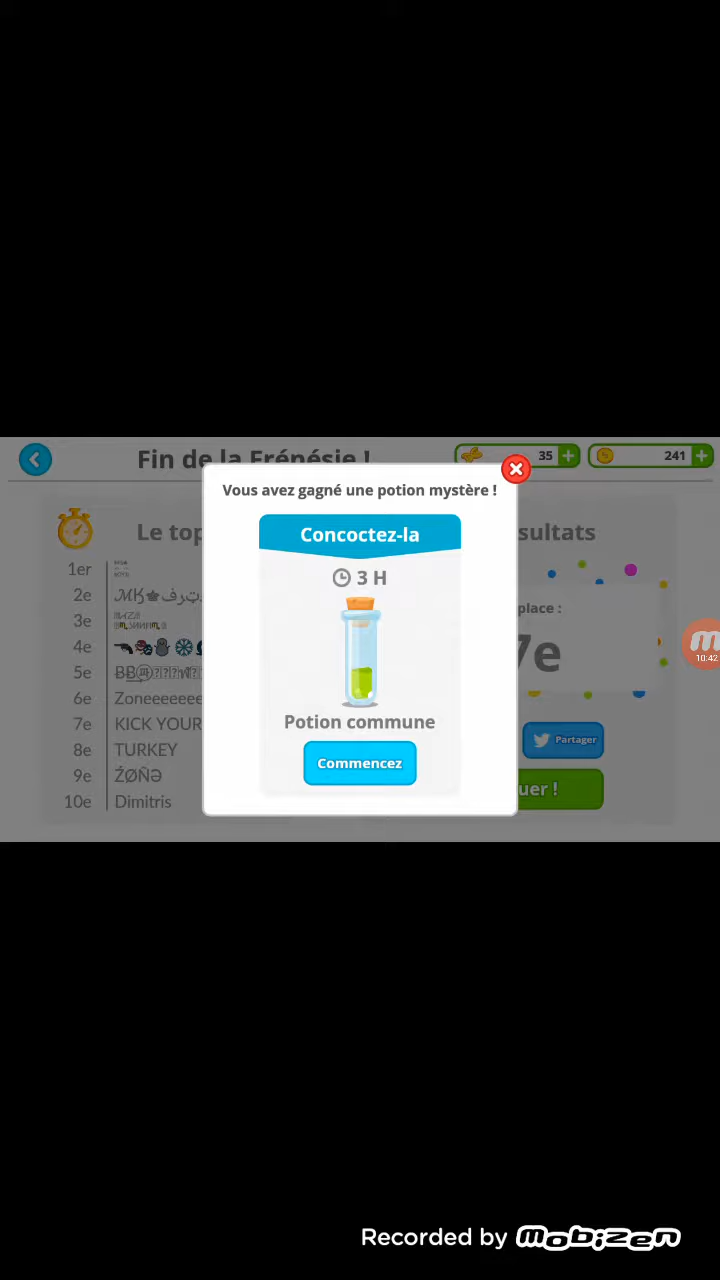 Fin de la Frénésie !
35
241
Vous avez gagné une potion mystère !
Concoctez-la
3 H
Potion commune
Commencez
Le top
sultats
1er
2e
3e
4e
5e
6e Zoneeeeeee
7e KICK YOUR
8e TURKEY
9e ŹØÑƏ
10e Dimitris
place :
7e
Partager
uer !
10:42
Recorded by mobizen